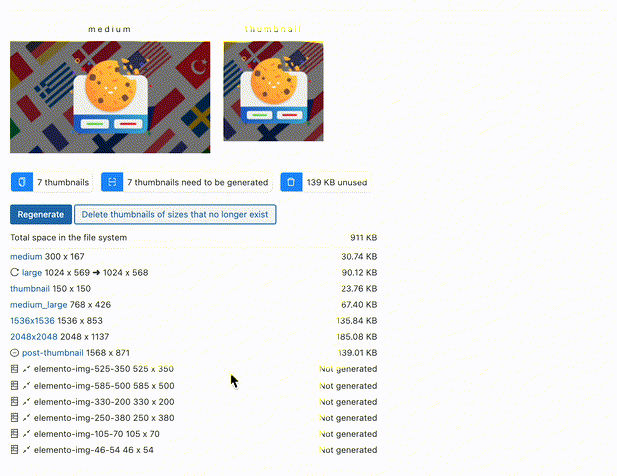 medium thumbnail
7 thumbnails 7 thumbnails need to be generated 139 KB unused
Regenerate Delete thumbnails of sizes that no longer exist
Total space in the file system 911 KB
medium 300 x 167 30.74 KB
large 1024 x 569 ➔ 1024 x 568 90.12 KB
thumbnail 150 x 150 23.76 KB
medium_large 768 x 426 67.40 KB
1536x1536 1536 x 853 135.84 KB
2048x2048 2048 x 1137 185.08 KB
post-thumbnail 1568 x 871 139.01 KB
elemento-img-525-350 525 x 350 Not generated
elemento-img-585-500 585 x 500 Not generated
elemento-img-330-200 330 x 200 Not generated
elemento-img-250-380 250 x 380 Not generated
elemento-img-105-70 105 x 70 Not generated
elemento-img-46-54 46 x 54 Not generated